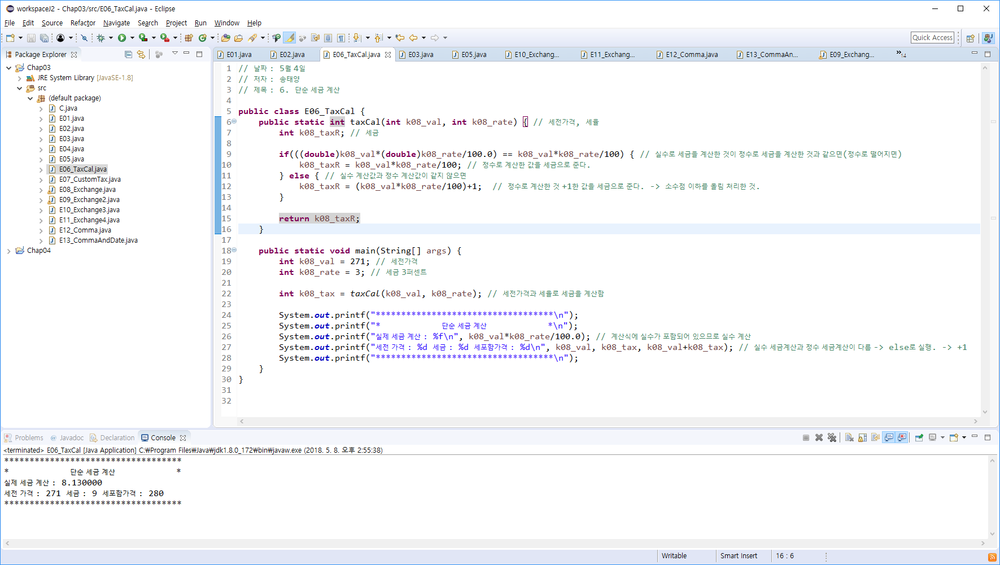 workspaceJ2 - Chap03/src/E06_TaxCal.java - Eclipse
File Edit Source Refactor Navigate Search Project Run Window Help
Quick Access
Package Explorer
E01.java E02.java E06_TaxCal.java E03.java E05.java E10_Exchang... E11_Exchang... E12_Comma.java E13_CommaAn... E09_Exchang... »14
Chap03
JRE System Library [JavaSE-1.8]
src
(default package)
C.java
E01.java
E02.java
E03.java
E04.java
E05.java
E06_TaxCal.java
E07_CustomTax.java
E08_Exchange.java
E09_Exchange2.java
E10_Exchange3.java
E11_Exchange4.java
E12_Comma.java
E13_CommaAndDate.java
Chap04
1 // 날짜 : 5월 4일
2 // 저자 : 송태양
3 // 제목 : 6. 단순 세금 계산
4
5 public class E06_TaxCal {
6 public static int taxCal(int k08_val, int k08_rate) { // 세전가격, 세율
7 int k08_taxR; // 세금
8
9 if(((double)k08_val*(double)k08_rate/100.0) == k08_val*k08_rate/100) { // 실수로 세금을 계산한 것이 정수로 세금을 계산한 것과 같으면(정수로 떨어지면)
10 k08_taxR = k08_val*k08_rate/100; // 정수로 계산한 값을 세금으로 준다.
11 } else { // 실수 계산값과 정수 계산값이 같지 않으면
12 k08_taxR = (k08_val*k08_rate/100)+1; // 정수로 계산한 것 +1한 값을 세금으로 준다. -> 소수점 이하를 올림 처리한 것.
13 }
14
15 return k08_taxR;
16 }
17
18 public static void main(String[] args) {
19 int k08_val = 271; // 세전가격
20 int k08_rate = 3; // 세금 3퍼센트
21
22 int k08_tax = taxCal(k08_val, k08_rate); // 세전가격과 세율로 세금을 계산함
23
24 System.out.printf("***********************************\n");
25 System.out.printf("*            단순 세금 계산            *\n");
26 System.out.printf("실제 세금 계산 : %f\n", k08_val*k08_rate/100.0); // 계산식에 실수가 포함되어 있으므로 실수 계산
27 System.out.printf("세전 가격 : %d 세금 : %d 세포함가격 : %d\n", k08_val, k08_tax, k08_val+k08_tax); // 실수 세금계산과 정수 세금계산이 다름 -> else로 실행. -> +1
28 System.out.printf("***********************************\n");
29 }
30 }
31
32
Problems @ Javadoc Declaration Console
<terminated> E06_TaxCal [Java Application] C:₩Program Files₩Java₩jdk1.8.0_172₩bin₩javaw.exe (2018. 5. 8. 오후 2:55:38)
***********************************
*            단순 세금 계산            *
실제 세금 계산 : 8.130000
세전 가격 : 271 세금 : 9 세포함가격 : 280
***********************************
Writable Smart Insert 16 : 6